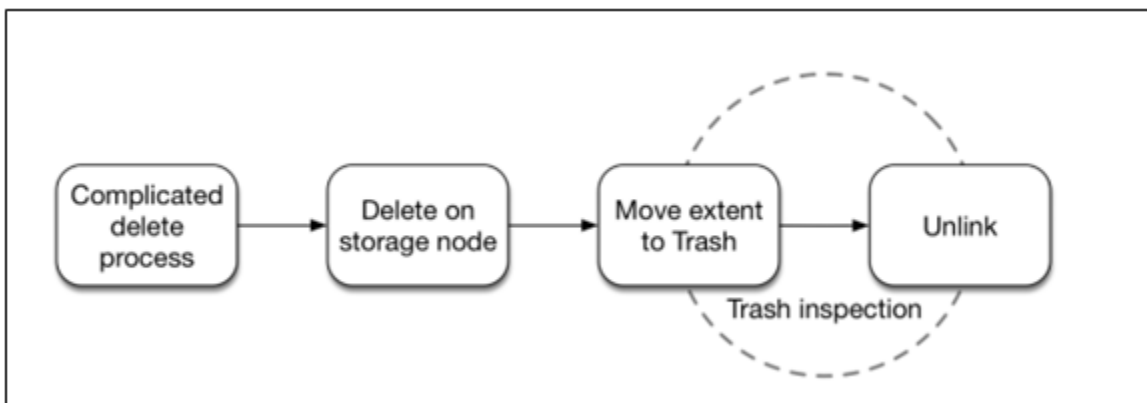 Complicated
delete
process
Delete on
storage node
Move extent
to Trash
Unlink
Trash inspection